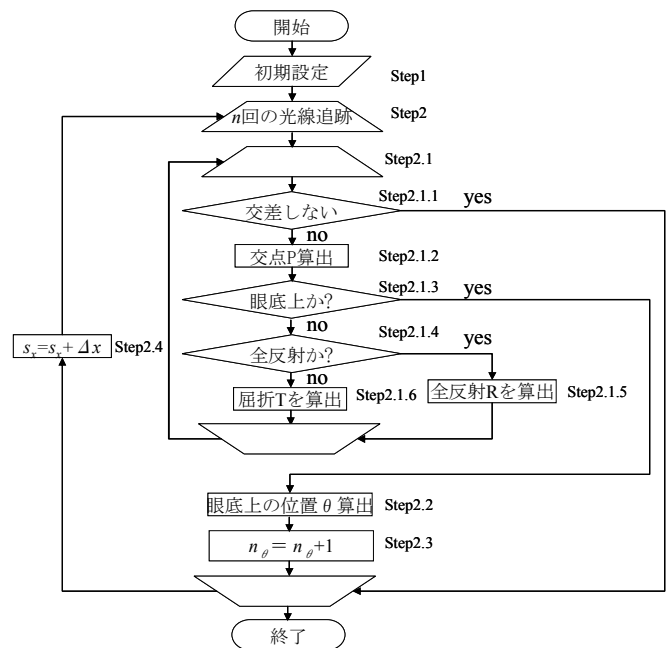 開始
初期設定
Step1
n回の光線追跡
Step2
Step2.1
Step2.1.1
yes
交差しない
no
交点P算出
Step2.1.2
Step2.1.3
yes
眼底上か?
no
Step2.1.4
yes
全反射か?
sₓ=sₓ+Δx
Step2.4
no
屈折Tを算出
Step2.1.6
全反射Rを算出
Step2.1.5
眼底上の位置θ算出
Step2.2
n_θ = n_θ+1
Step2.3
終了